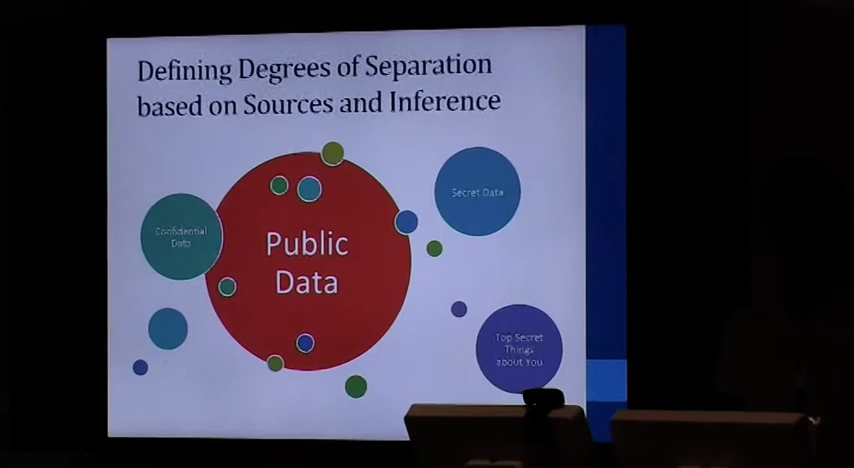 Defining Degrees of Separation
based on Sources and Inference
Confidential
Data
Public
Data
Secret Data
Top Secret
Things
about You